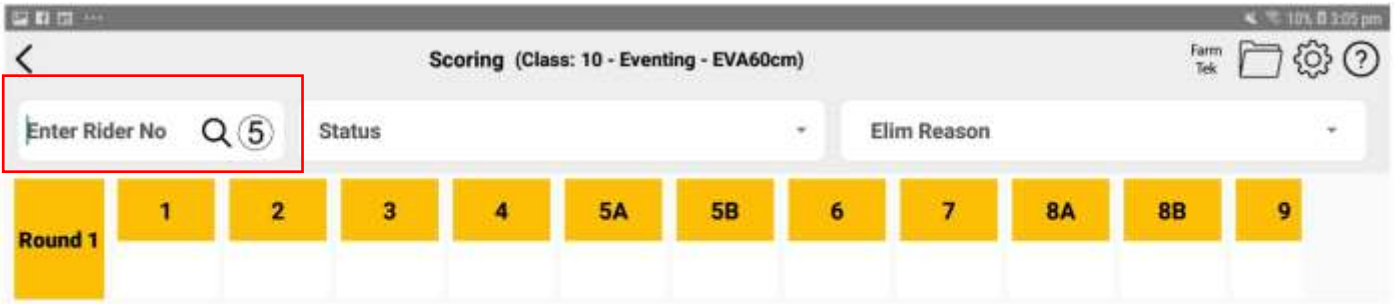 10% 3:05 pm
Scoring (Class: 10 - Eventing - EVA60cm)
Farm
Tek
?
Enter Rider No 5 Status Elim Reason
Round 1 1 2 3 4 5A 5B 6 7 8A 8B 9